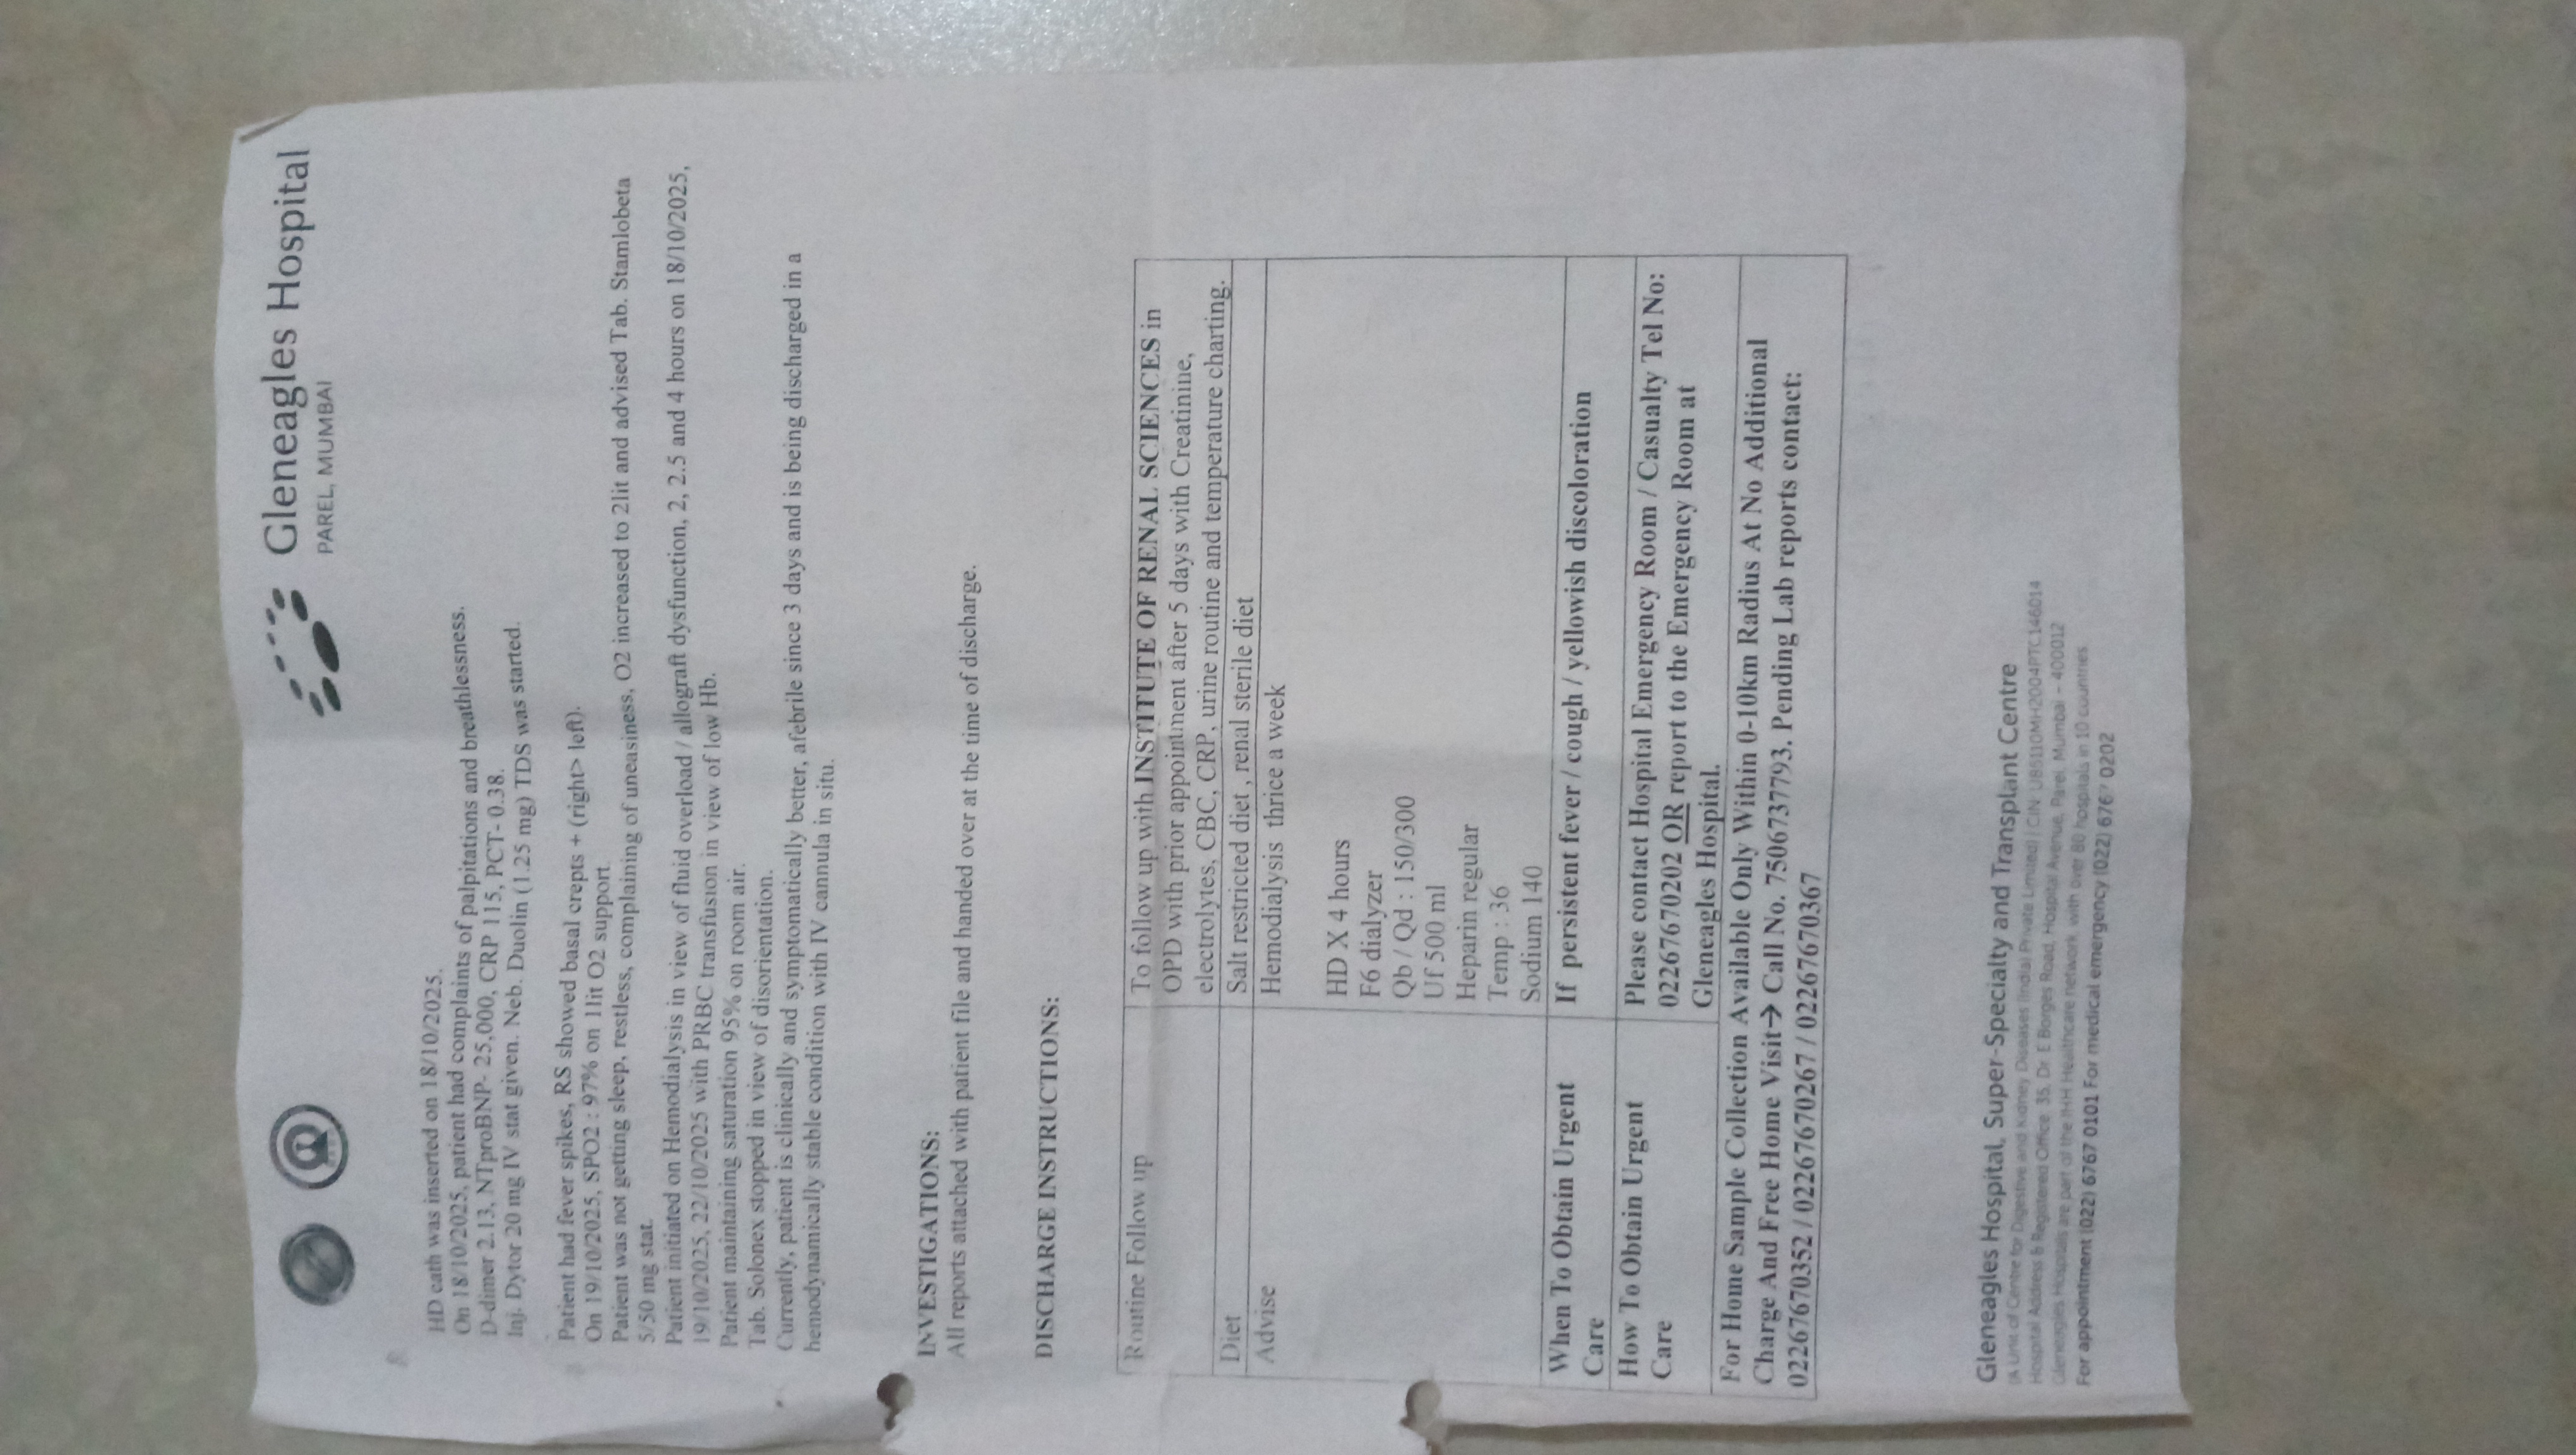 Gleneagles Hospital
PAREL, MUMBAI
HD cath was inserted on 18/10/2025.
On 18/10/2025, patient had complaints of palpitations and breathlessness.
D-dimer 2.13, NTproBNP- 25,000, CRP 115, PCT- 0.38.
Inj. Dytor 20 mg IV stat given. Neb. Duolin (1.25 mg) TDS was started.
Patient had fever spikes, RS showed basal crepts + (right> left).
On 19/10/2025, SPO2 : 97% on 1lit O2 support
Patient was not getting sleep, restless, complaining of uneasiness, O2 increased to 2lit and advised Tab. Stamlobeta
5/50 mg stat.
Patient initiated on Hemodialysis in view of fluid overload / allograft dysfunction, 2, 2.5 and 4 hours on 18/10/2025,
19/10/2025, 22/10/2025 with PRBC transfusion in view of low Hb.
Patient maintaining saturation 95% on room air.
Tab. Solonex stopped in view of disorientation.
Currently, patient is clinically and symptomatically better, afebrile since 3 days and is being discharged in a
hemodynamically stable condition with IV cannula in situ.
INVESTIGATIONS:
All reports attached with patient file and handed over at the time of discharge.
DISCHARGE INSTRUCTIONS:
Routine Follow up
To follow up with INSTITUTE OF RENAL SCIENCES in
OPD with prior appointment after 5 days with Creatinine,
electrolytes, CBC, CRP, urine routine and temperature charting.
Diet
Salt restricted diet , renal sterile diet
Advise
Hemodialysis thrice a week
HD X 4 hours
F6 dialyzer
Qb / Qd : 150/300
Uf 500 ml
Heparin regular
Temp : 36
Sodium 140
When To Obtain Urgent
Care
If persistent fever / cough / yellowish discoloration
How To Obtain Urgent
Care
Please contact Hospital Emergency Room / Casualty Tel No:
02267670202 OR report to the Emergency Room at
Gleneagles Hospital.
For Home Sample Collection Available Only Within 0-10km Radius At No Additional
Charge And Free Home Visit→ Call No. 7506737793. Pending Lab reports contact:
02267670352 / 02267670267 / 02267670367
Gleneagles Hospital, Super-Specialty and Transplant Centre
(A Unit of Centre for Digestive and Kidney Diseases (India) Private Limited) | CIN: U85110MH2004PTC146014
Hospital Address & Registered Office: 35, Dr. E Borges Road, Hospital Avenue, Parel, Mumbai - 400012
Gleneagles Hospitals are part of the IHH Healthcare network, with over 80 hospitals in 10 countries
For appointment (022) 6767 0101 For medical emergency (022) 6767 0202